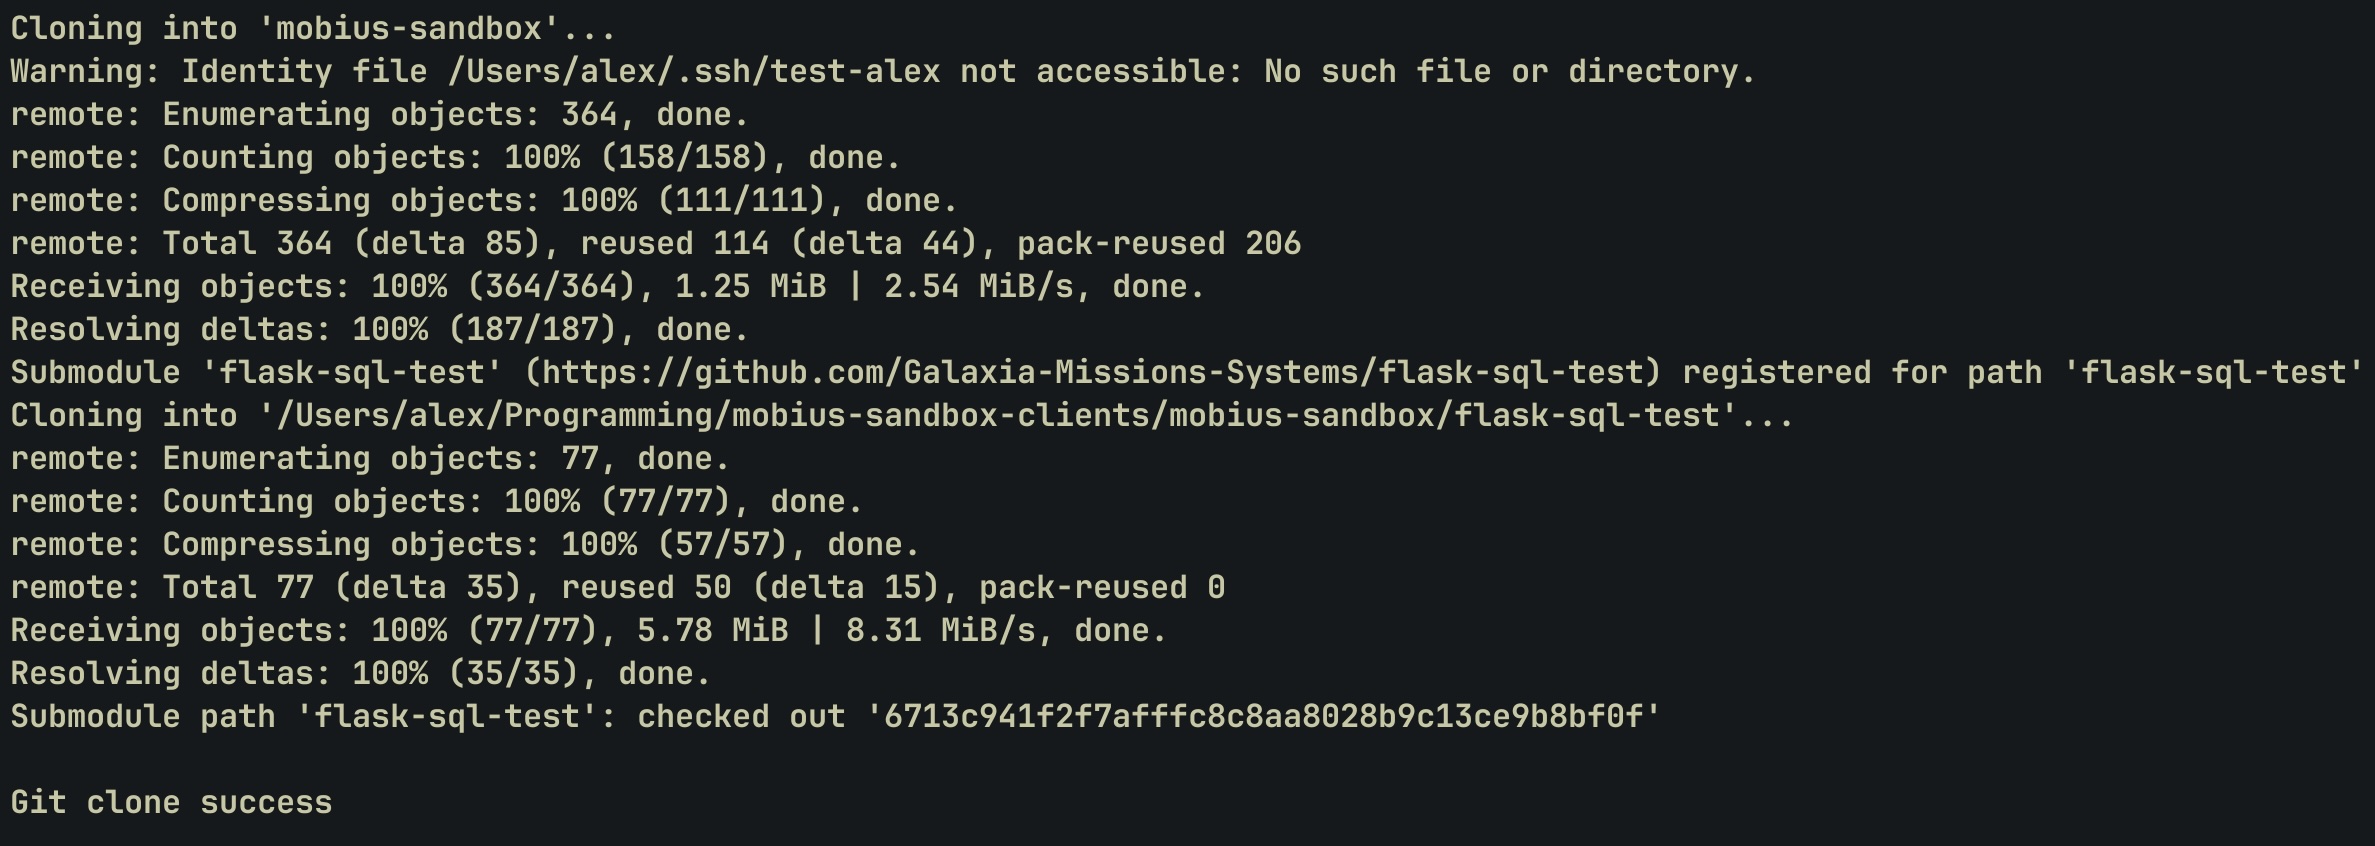 Cloning into 'mobius-sandbox'...
Warning: Identity file /Users/alex/.ssh/test-alex not accessible: No such file or directory.
remote: Enumerating objects: 364, done.
remote: Counting objects: 100% (158/158), done.
remote: Compressing objects: 100% (111/111), done.
remote: Total 364 (delta 85), reused 114 (delta 44), pack-reused 206
Receiving objects: 100% (364/364), 1.25 MiB | 2.54 MiB/s, done.
Resolving deltas: 100% (187/187), done.
Submodule 'flask-sql-test' (https://github.com/Galaxia-Missions-Systems/flask-sql-test) registered for path 'flask-sql-test'
Cloning into '/Users/alex/Programming/mobius-sandbox-clients/mobius-sandbox/flask-sql-test'...
remote: Enumerating objects: 77, done.
remote: Counting objects: 100% (77/77), done.
remote: Compressing objects: 100% (57/57), done.
remote: Total 77 (delta 35), reused 50 (delta 15), pack-reused 0
Receiving objects: 100% (77/77), 5.78 MiB | 8.31 MiB/s, done.
Resolving deltas: 100% (35/35), done.
Submodule path 'flask-sql-test': checked out '6713c941f2f7afffc8c8aa8028b9c13ce9b8bf0f'
Git clone success